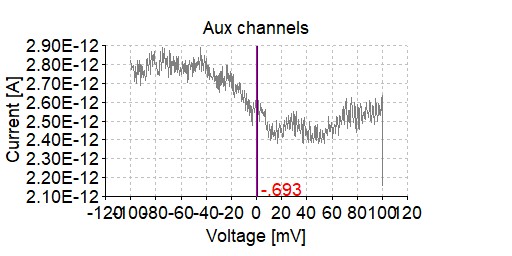 Aux channels
2.90E-12
2.80E-12
2.70E-12
2.60E-12
2.50E-12
2.40E-12
2.30E-12
2.20E-12
2.10E-12
Current [A]
-.693
-120 -100 -80 -60 -40 -20 0 20 40 60 80 100 120
Voltage [mV]